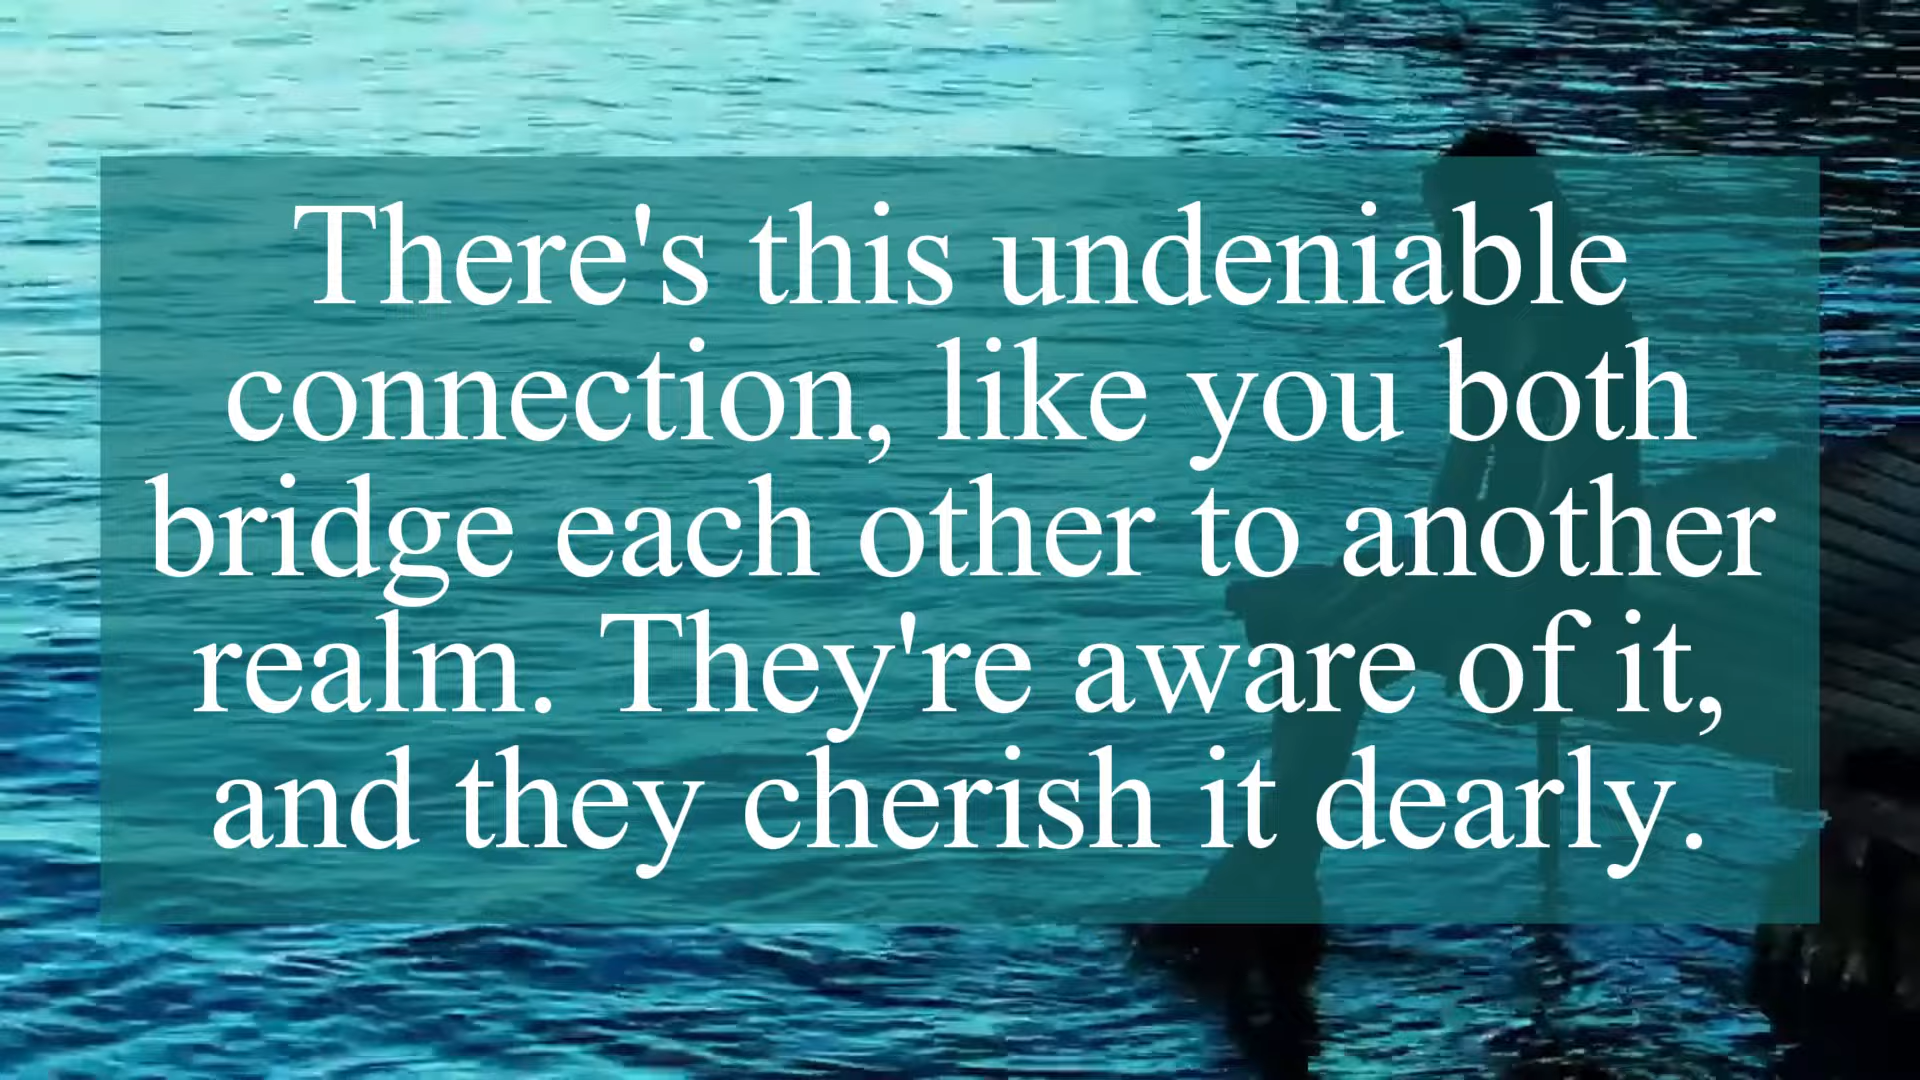 There's this undeniable
connection, like you both
bridge each other to another
realm. They're aware of it,
and they cherish it dearly.